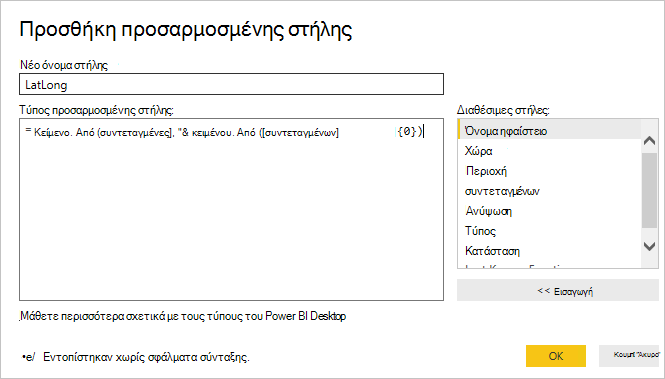 Προσθήκη προσαρμοσμένης στήλης
Νέο όνομα στήλης
LatLong
Τύπος προσαρμοσμένης στήλης:
= Κείμενο. Από (συντεταγμένες], "& κειμένου. Από ([συντεταγμένων] {0})
Διαθέσιμες στήλες:
Όνομα ηφαίστειο
Χώρα
Περιοχή
συντεταγμένων
Ανύψωση
Τύπος
Κατάσταση
<< Εισαγωγή
Μάθετε περισσότερα σχετικά με τους τύπους του Power BI Desktop
•e/ Εντοπίστηκαν χωρίς σφάλματα σύνταξης.
OK
Κουμπί "Άκυρο"